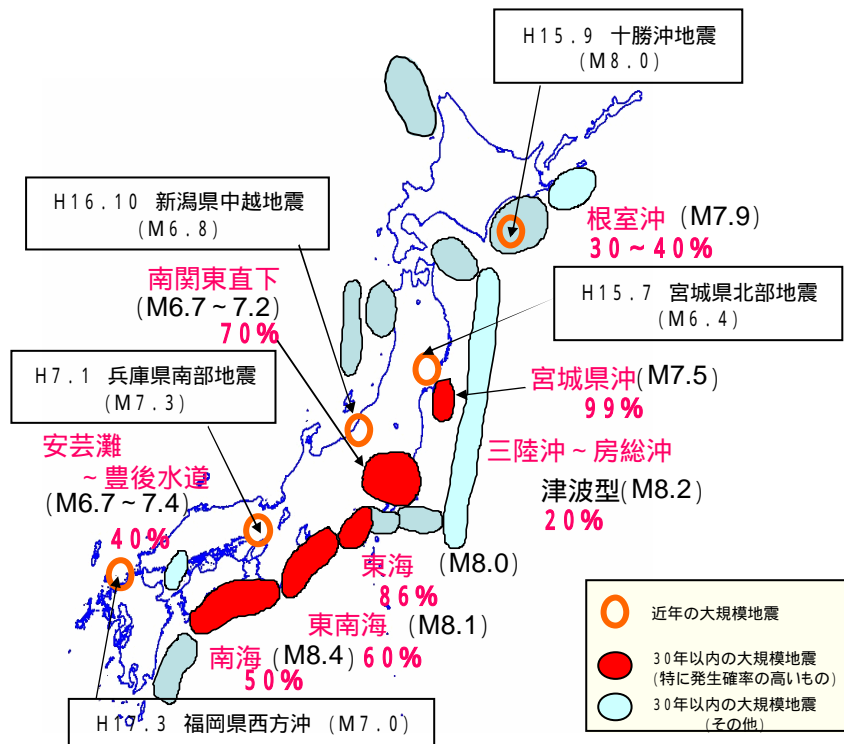 H15.9 十勝沖地震
(M8.0)
H16.10 新潟県中越地震
(M6.8)
根室沖 (M7.9)
30~40%
南関東直下
(M6.7~7.2)
70%
H15.7 宮城県北部地震
(M6.4)
H7.1 兵庫県南部地震
(M7.3)
宮城県沖(M7.5)
99%
安芸灘
~豊後水道
(M6.7~7.4)
40%
三陸沖~房総沖
津波型(M8.2)
20%
東海 (M8.0)
86%
東南海 (M8.1)
60%
南海 (M8.4)
50%
H17.3 福岡県西方沖 (M7.0)
近年の大規模地震
30年以内の大規模地震
(特に発生確率の高いもの)
30年以内の大規模地震
(その他)